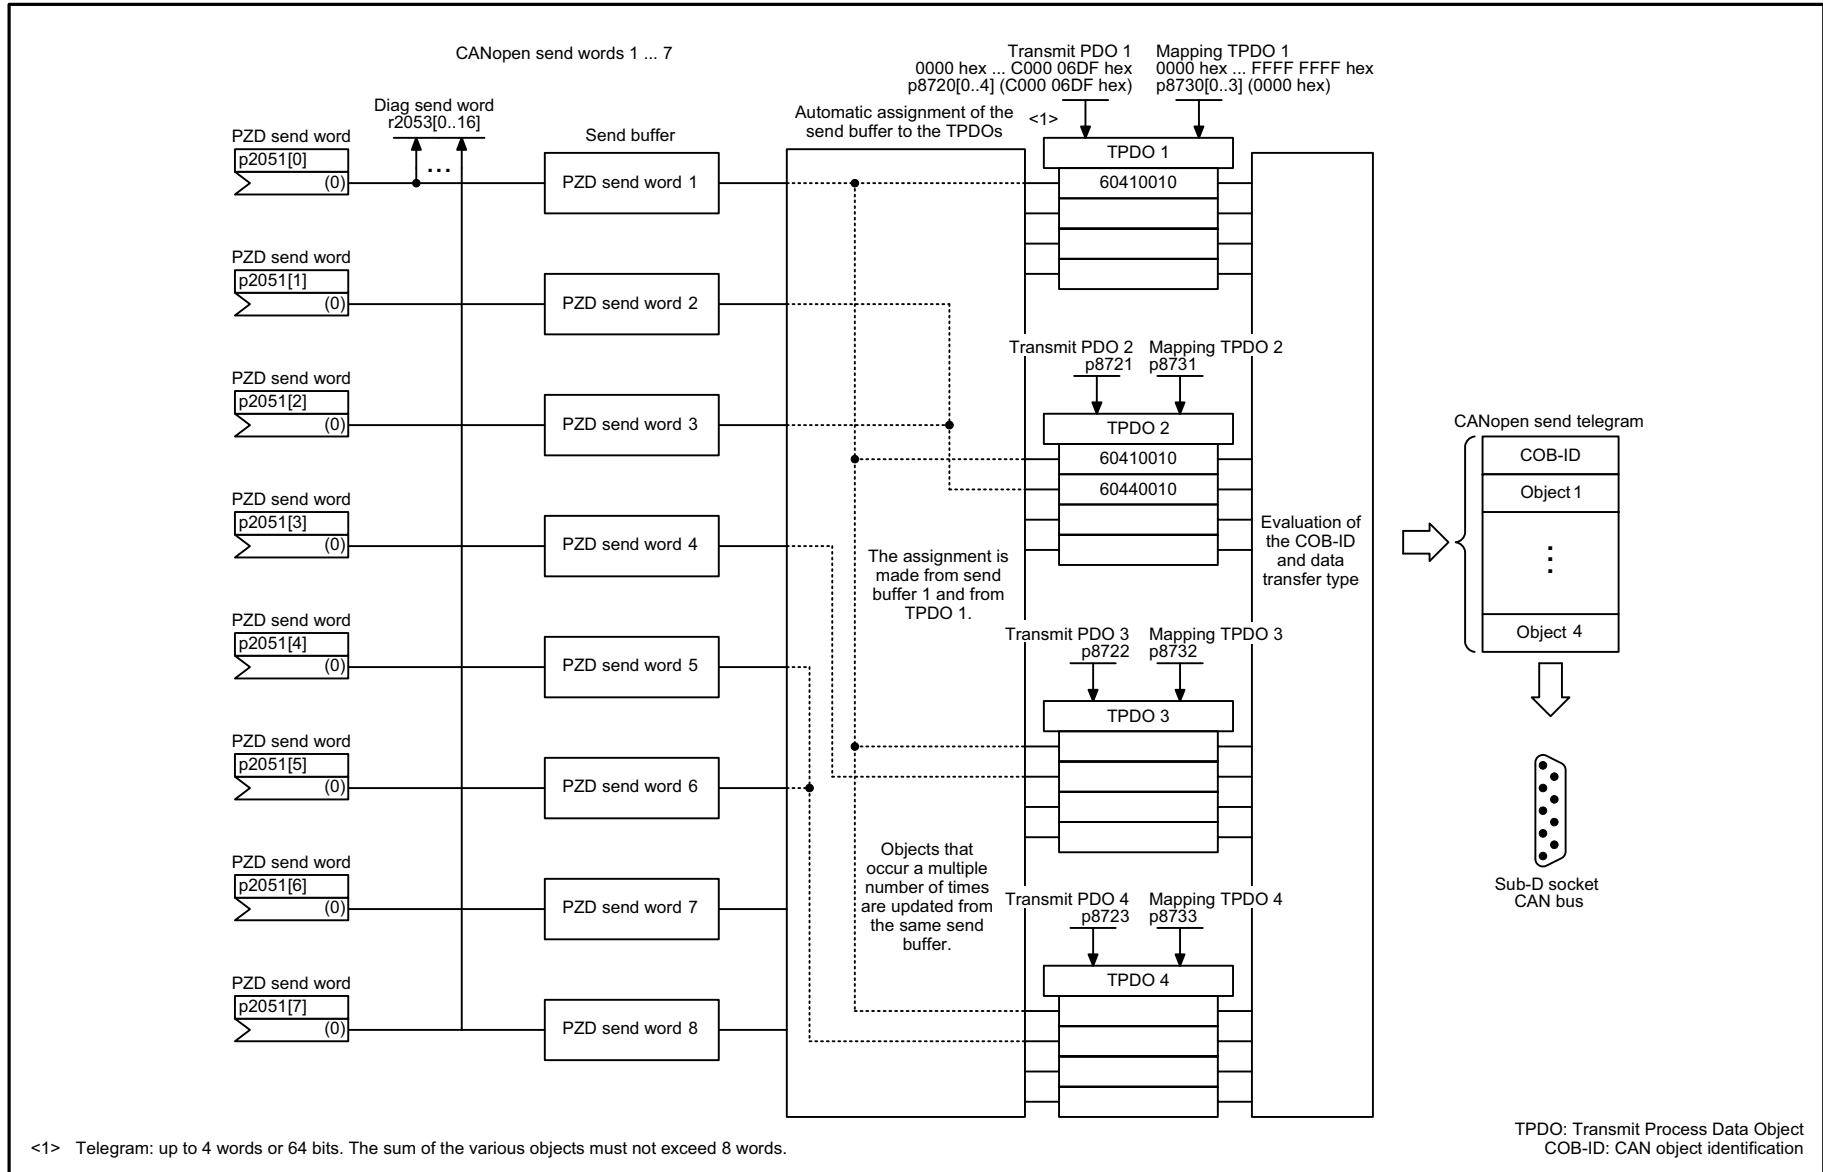 CANopen send words 1 ... 7
Transmit PDO 1
0000 hex ... C000 06DF hex
p8720[0..4] (C000 06DF hex)
Mapping TPDO 1
0000 hex ... FFFF FFFF hex
p8730[0..3] (0000 hex)
Diag send word
r2053[0..16]
...
Send buffer
Automatic assignment of the
send buffer to the TPDOs
<1>
PZD send word
p2051[0]
(0)
PZD send word 1
TPDO 1
60410010
PZD send word
p2051[1]
(0)
PZD send word 2
Transmit PDO 2
p8721
Mapping TPDO 2
p8731
PZD send word
p2051[2]
(0)
PZD send word 3
TPDO 2
60410010
60440010
PZD send word
p2051[3]
(0)
PZD send word 4
The assignment is
made from send
buffer 1 and from
TPDO 1.
Evaluation of
the COB-ID
and data
transfer type
CANopen send telegram
COB-ID
Object 1
Object 4
PZD send word
p2051[4]
(0)
PZD send word 5
Transmit PDO 3
p8722
Mapping TPDO 3
p8732
TPDO 3
PZD send word
p2051[5]
(0)
PZD send word 6
Sub-D socket
CAN bus
PZD send word
p2051[6]
(0)
PZD send word 7
Objects that
occur a multiple
number of times
are updated from
the same send
buffer.
Transmit PDO 4
p8723
Mapping TPDO 4
p8733
TPDO 4
PZD send word
p2051[7]
(0)
PZD send word 8
<1> Telegram: up to 4 words or 64 bits. The sum of the various objects must not exceed 8 words.
TPDO: Transmit Process Data Object
COB-ID: CAN object identification